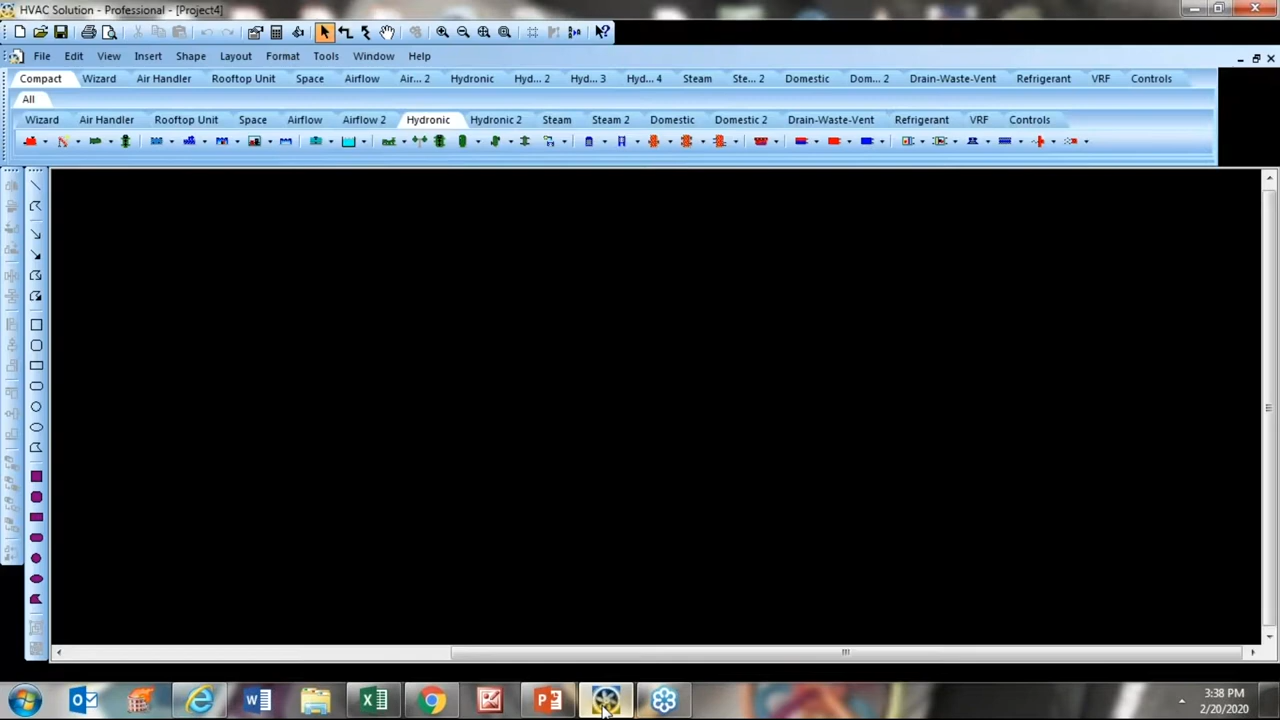 HVAC Solution - Professional - [Project4]
File Edit View Insert Shape Layout Format Tools Window Help
Compact Wizard Air Handler Rooftop Unit Space Airflow Air... 2 Hydronic Hyd... 2 Hyd... 3 Hyd... 4 Steam Ste... 2 Domestic Dom... 2 Drain-Waste-Vent Refrigerant VRF Controls
All
Wizard Air Handler Rooftop Unit Space Airflow Airflow 2 Hydronic Hydronic 2 Steam Steam 2 Domestic Domestic 2 Drain-Waste-Vent Refrigerant VRF Controls
3:38 PM
2/20/2020